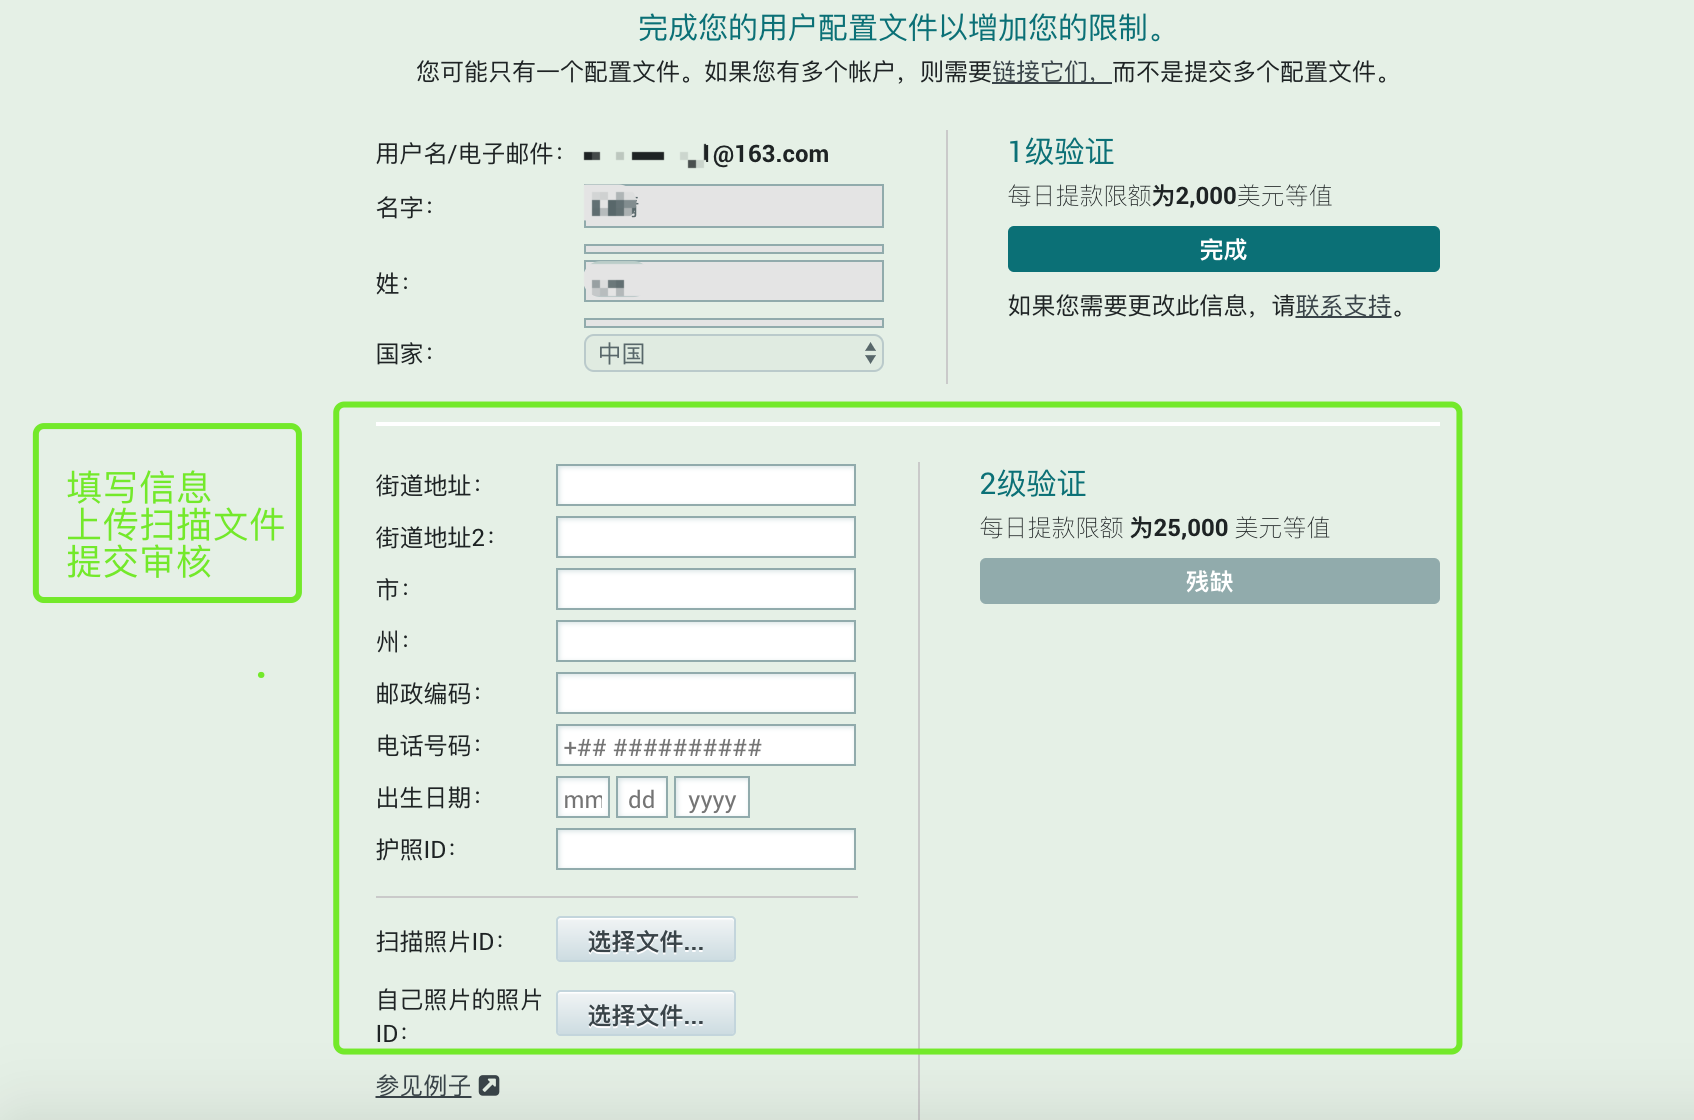 完成您的用户配置文件以增加您的限制。
您可能只有一个配置文件。如果您有多个帐户，则需要链接它们，而不是提交多个配置文件。
用户名/电子邮件： @163.com
名字：
姓：
国家： 中国
1级验证
每日提款限额为2,000美元等值
完成
如果您需要更改此信息，请联系支持。
填写信息
上传扫描文件
提交审核
街道地址：
街道地址2：
市：
州：
邮政编码：
电话号码： +## ##########
出生日期： mm dd yyyy
护照ID：
扫描照片ID： 选择文件...
自己照片的照片
ID： 选择文件...
参见例子
2级验证
每日提款限额 为25,000 美元等值
残缺